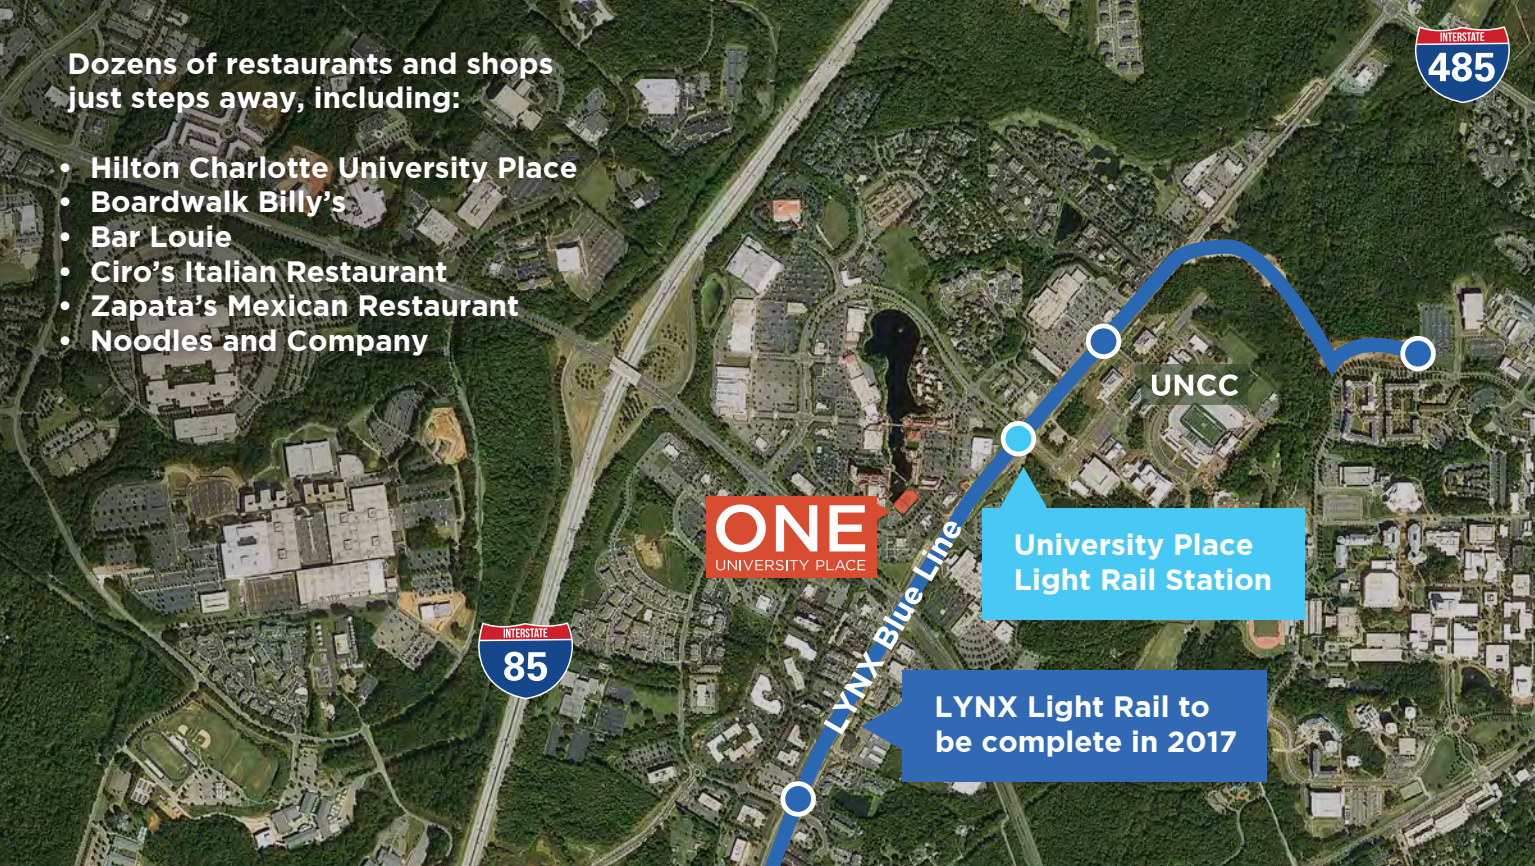 Dozens of restaurants and shops
just steps away, including:
• Hilton Charlotte University Place
• Boardwalk Billy’s
• Bar Louie
• Ciro’s Italian Restaurant
• Zapata’s Mexican Restaurant
• Noodles and Company
INTERSTATE
485
UNCC
ONE
UNIVERSITY PLACE
University Place
Light Rail Station
LYNX Blue Line
INTERSTATE
85
LYNX Light Rail to
be complete in 2017